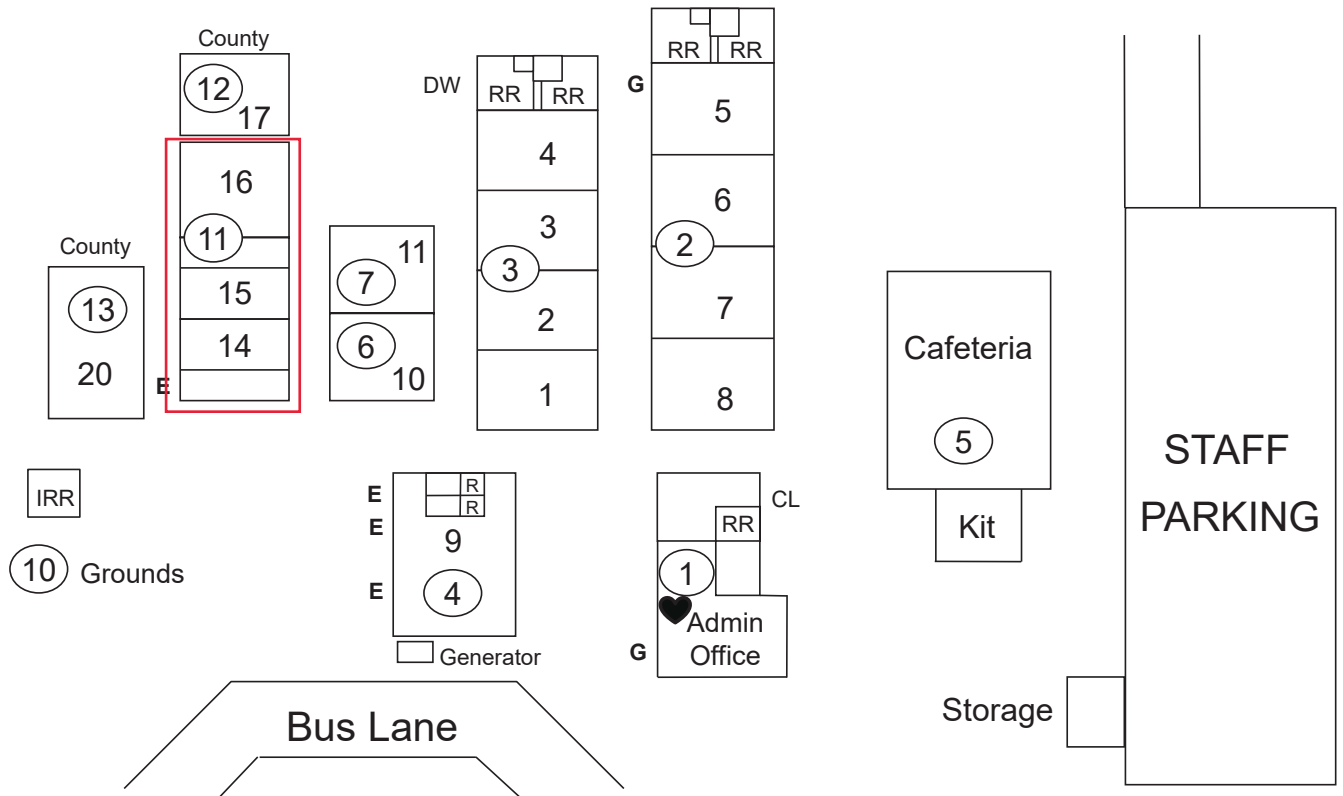 County
12
17
16
11
15
14
E
County
13
20
IRR
10 Grounds
11
7
6
10
DW
RR RR
4
3
3
2
1
G
RR RR
5
6
2
7
8
E
E
E
R
R
9
4
Generator
CL
RR
1
Admin
Office
G
Bus Lane
Cafeteria
5
Kit
Storage
STAFF
PARKING